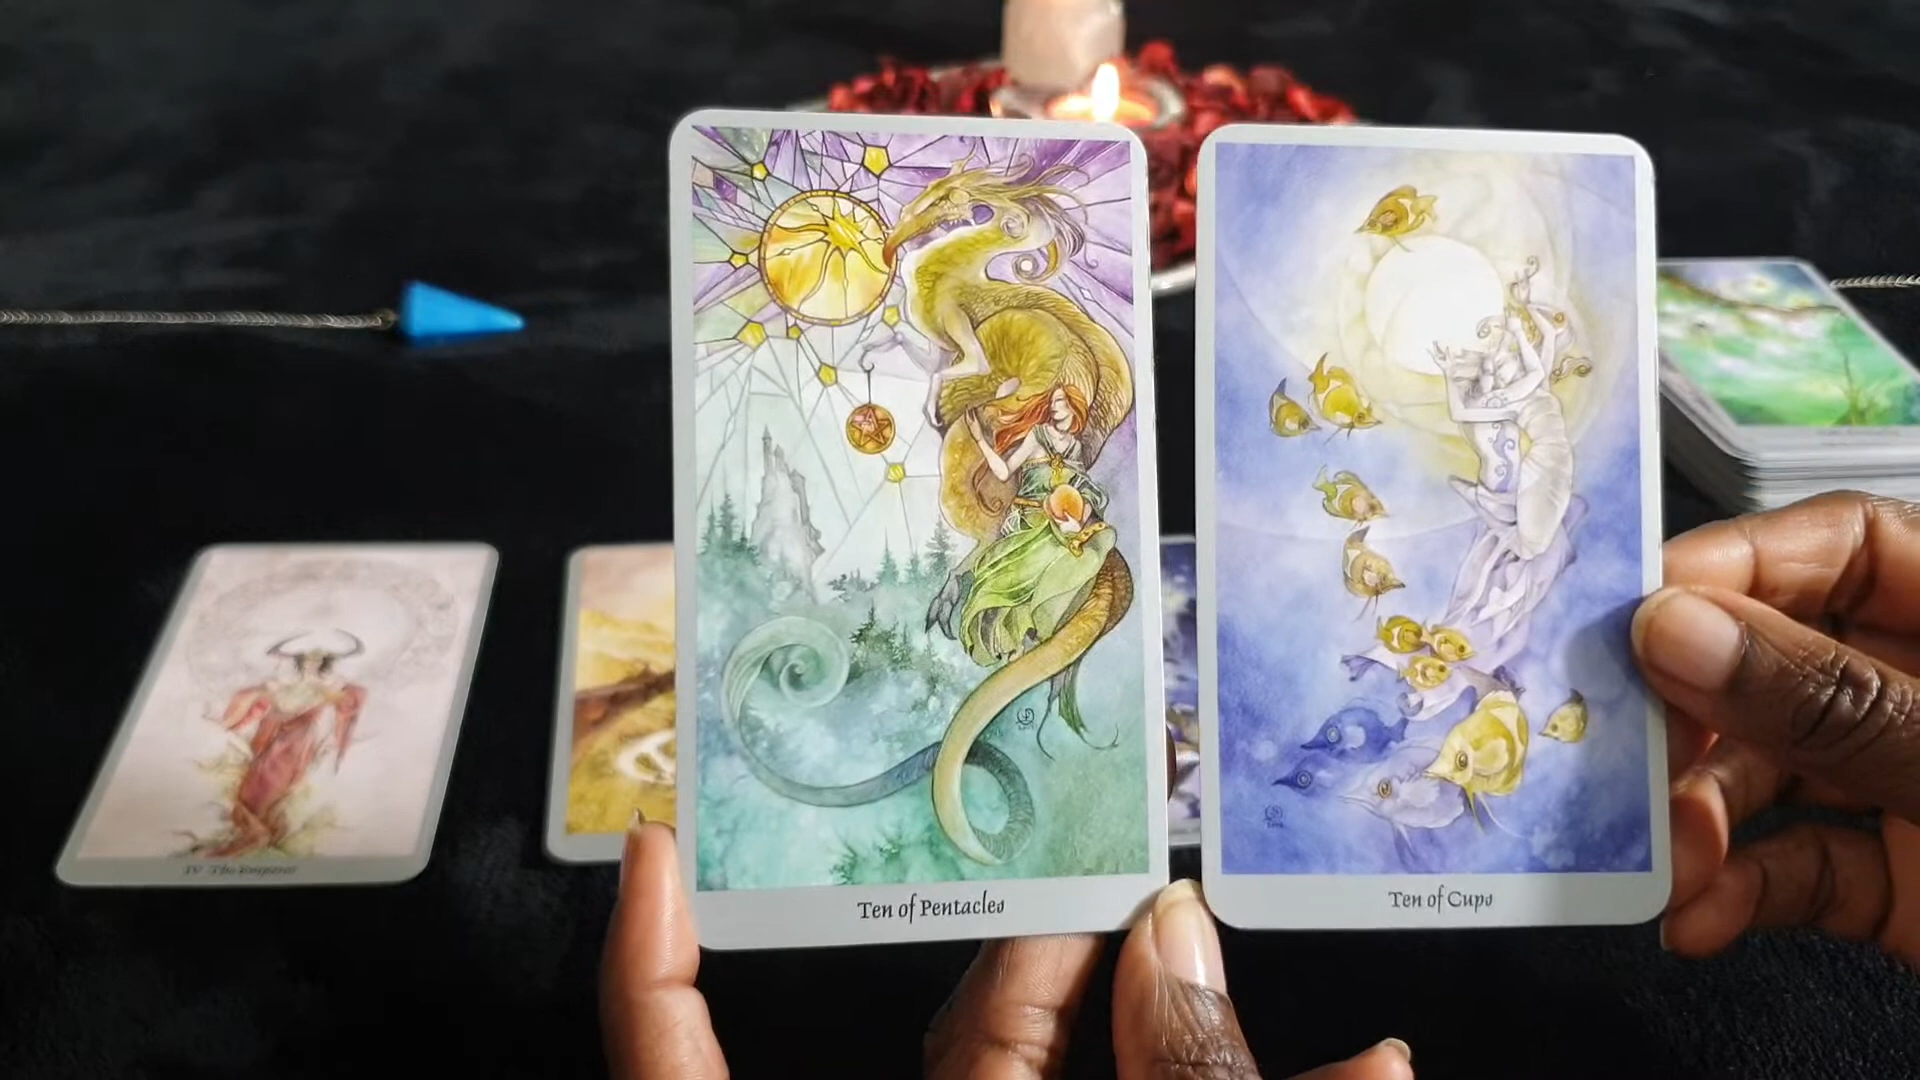 Ten of Pentacles
Ten of Cups
IV The Emperor